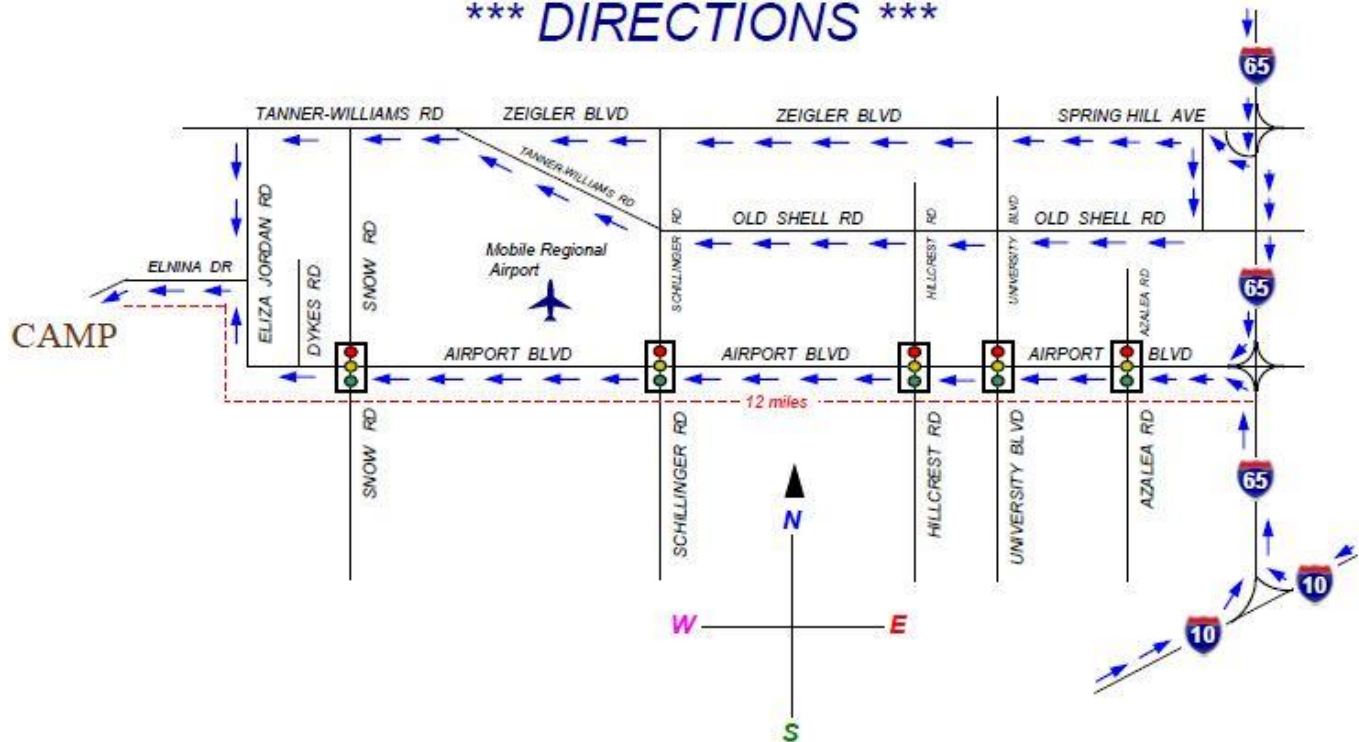 *** DIRECTIONS ***
65
TANNER-WILLIAMS RD
ZEIGLER BLVD
ZEIGLER BLVD
SPRING HILL AVE
TANNER-WILLIAMS RD
ELIZA JORDAN RD
SNOW RD
SCHILLINGER RD
OLD SHELL RD
HILLCREST RD
UNIVERSITY BLVD
OLD SHELL RD
Mobile Regional
Airport
ELNINA DR
DYKES RD
AZALEA RD
65
CAMP
AIRPORT BLVD
AIRPORT BLVD
AIRPORT BLVD
12 miles
SNOW RD
SCHILLINGER RD
HILLCREST RD
UNIVERSITY BLVD
AZALEA RD
65
N
W
E
S
10
10